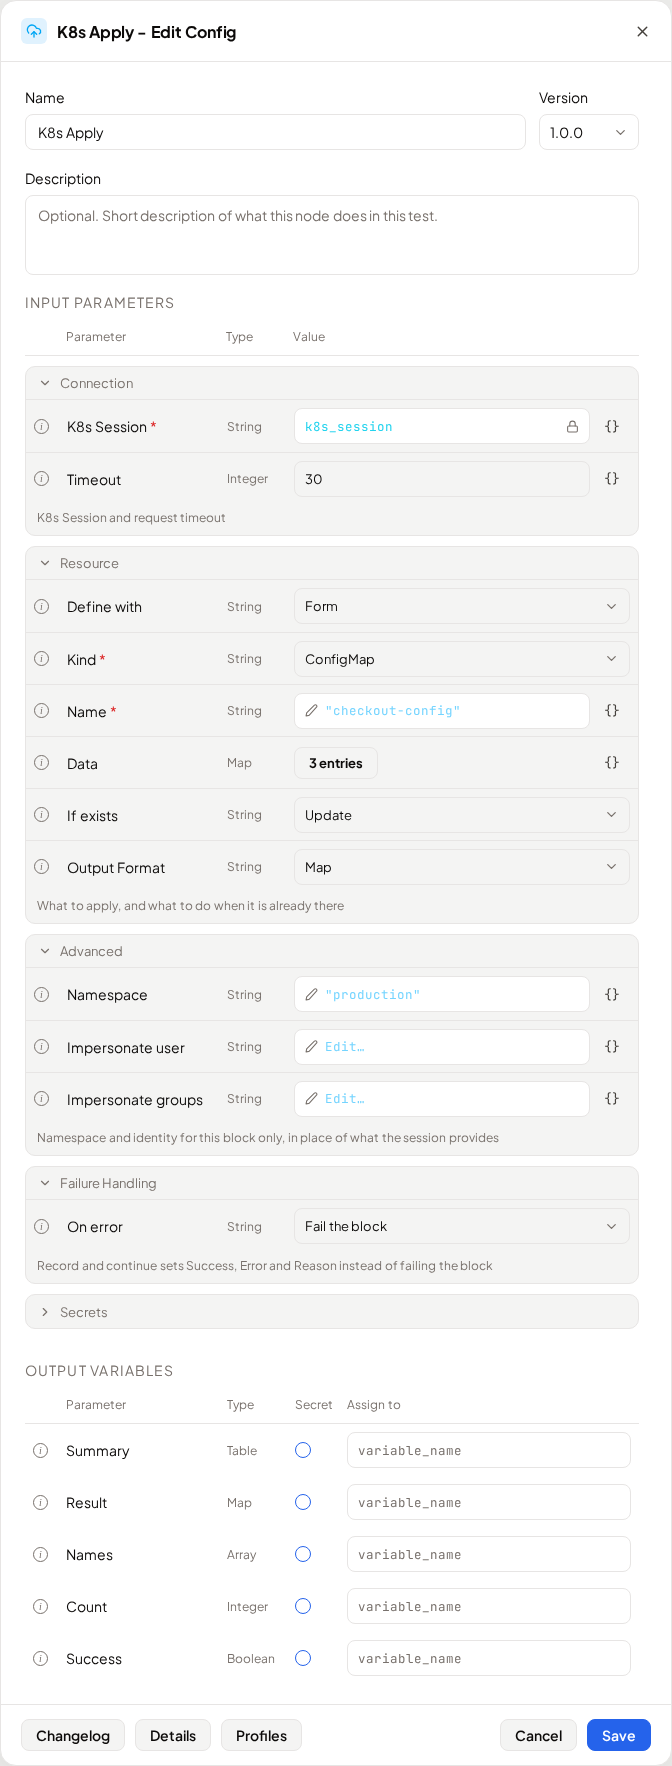 K8s Apply - Edit Config
Name
Version
K8s Apply
1.0.0
Description
Optional. Short description of what this node does in this test.
INPUT PARAMETERS
Parameter Type Value
Connection
K8s Session * String k8s_session {}
Timeout Integer 30 {}
K8s Session and request timeout
Resource
Define with String Form
Kind * String ConfigMap
Name * String "checkout-config" {}
Data Map 3 entries {}
If exists String Update
Output Format String Map
What to apply, and what to do when it is already there
Advanced
Namespace String "production" {}
Impersonate user String Edit… {}
Impersonate groups String Edit… {}
Namespace and identity for this block only, in place of what the session provides
Failure Handling
On error String Fail the block
Record and continue sets Success, Error and Reason instead of failing the block
Secrets
OUTPUT VARIABLES
Parameter Type Secret Assign to
Summary Table variable_name
Result Map variable_name
Names Array variable_name
Count Integer variable_name
Success Boolean variable_name
Changelog Details Profiles Cancel Save